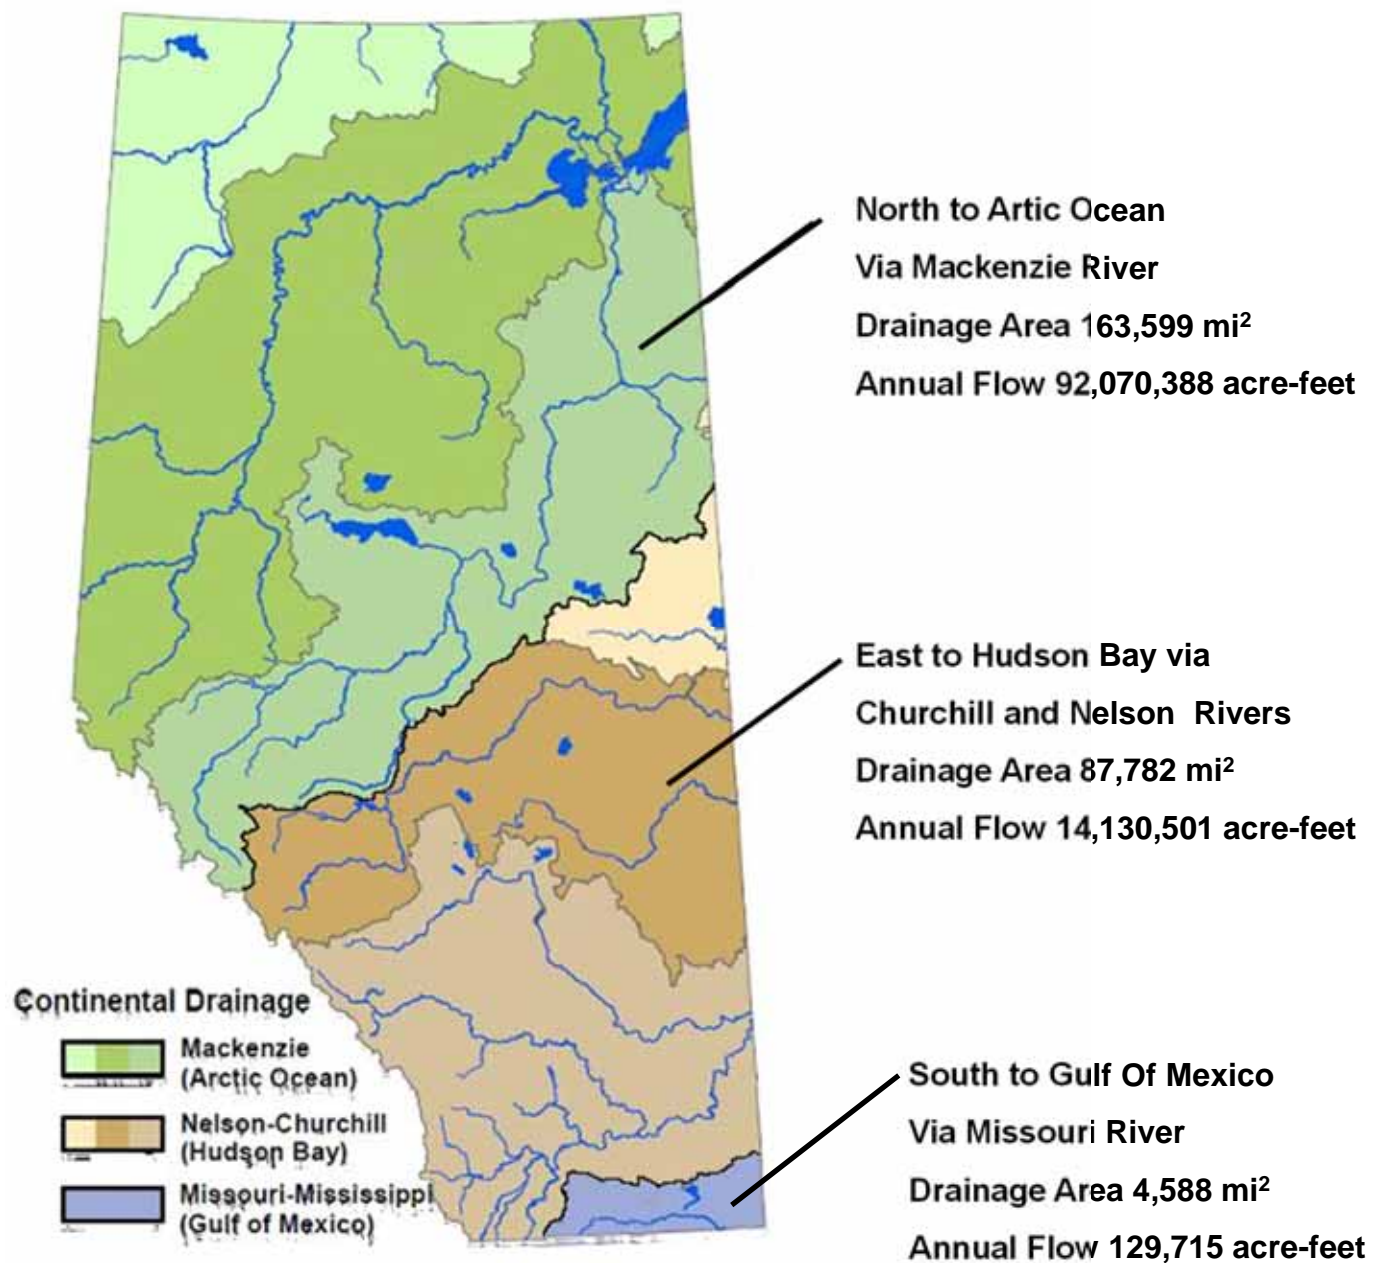 North to Artic Ocean
Via Mackenzie River
Drainage Area 163,599 mi²
Annual Flow 92,070,388 acre-feet
East to Hudson Bay via
Churchill and Nelson Rivers
Drainage Area 87,782 mi²
Annual Flow 14,130,501 acre-feet
Continental Drainage
Mackenzie
(Arctic Ocean)
Nelson-Churchill
(Hudson Bay)
Missouri-Mississippi
(Gulf of Mexico)
South to Gulf Of Mexico
Via Missouri River
Drainage Area 4,588 mi²
Annual Flow 129,715 acre-feet